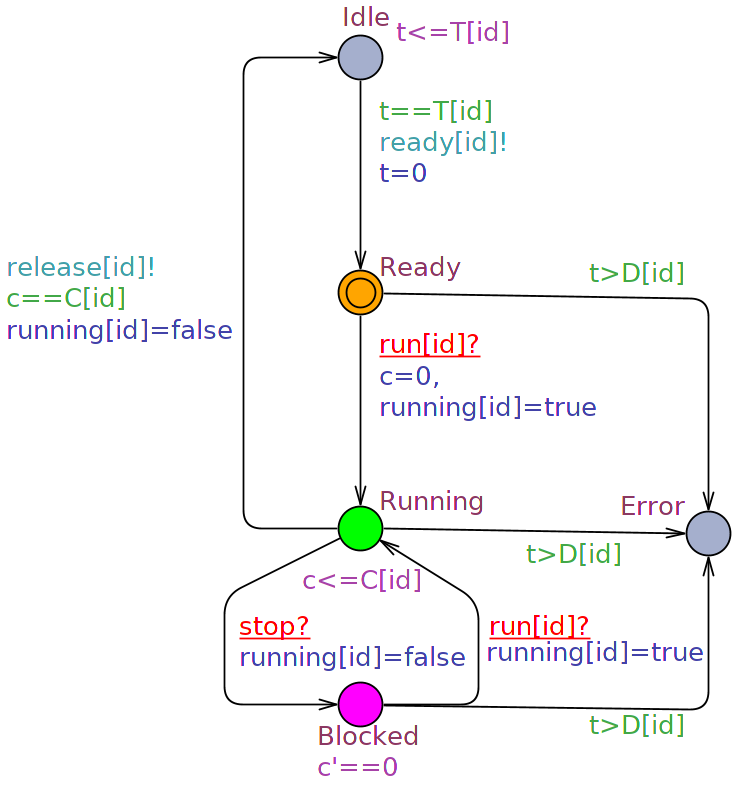 Idle
t<=T[id]
t==T[id]
ready[id]!
t=0
release[id]!
c==C[id]
running[id]=false
Ready
t>D[id]
run[id]?
c=0,
running[id]=true
Running
Error
t>D[id]
c<=C[id]
stop?
running[id]=false
run[id]?
running[id]=true
t>D[id]
Blocked
c'==0